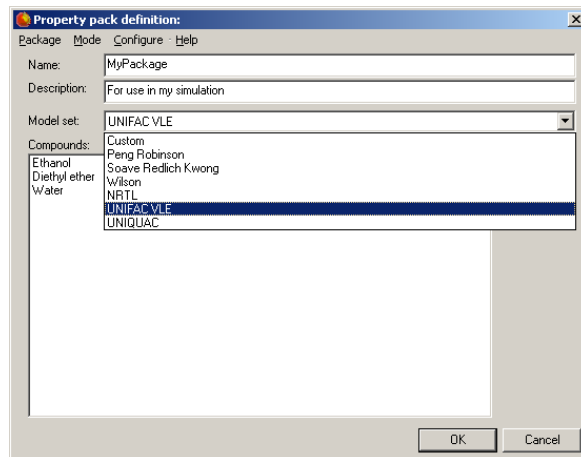 Property pack definition:
Package Mode Configure Help
Name: MyPackage
Description: For use in my simulation
Model set: UNIFAC VLE
Compounds:
Custom
Peng Robinson
Soave Redlich Kwong
Wilson
NRTL
UNIFAC VLE
UNIQUAC
Ethanol
Diethyl ether
Water
OK Cancel